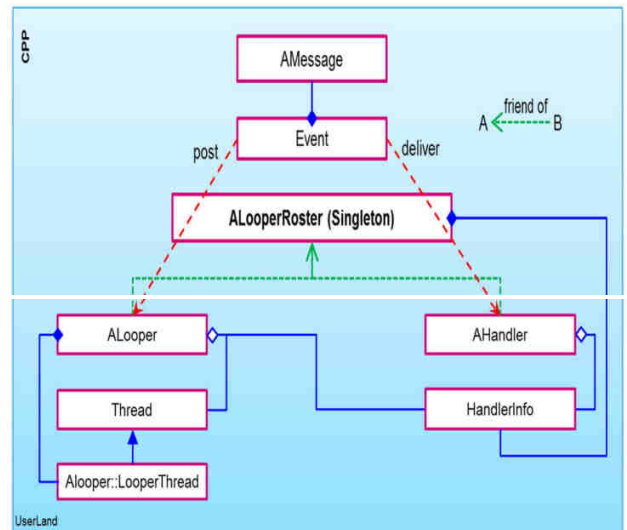 CPP
AMessage
friend of
A
B
Event
post
deliver
ALooperRoster (Singleton)
ALooper
AHandler
Thread
HandlerInfo
Alooper::LooperThread
UserLand